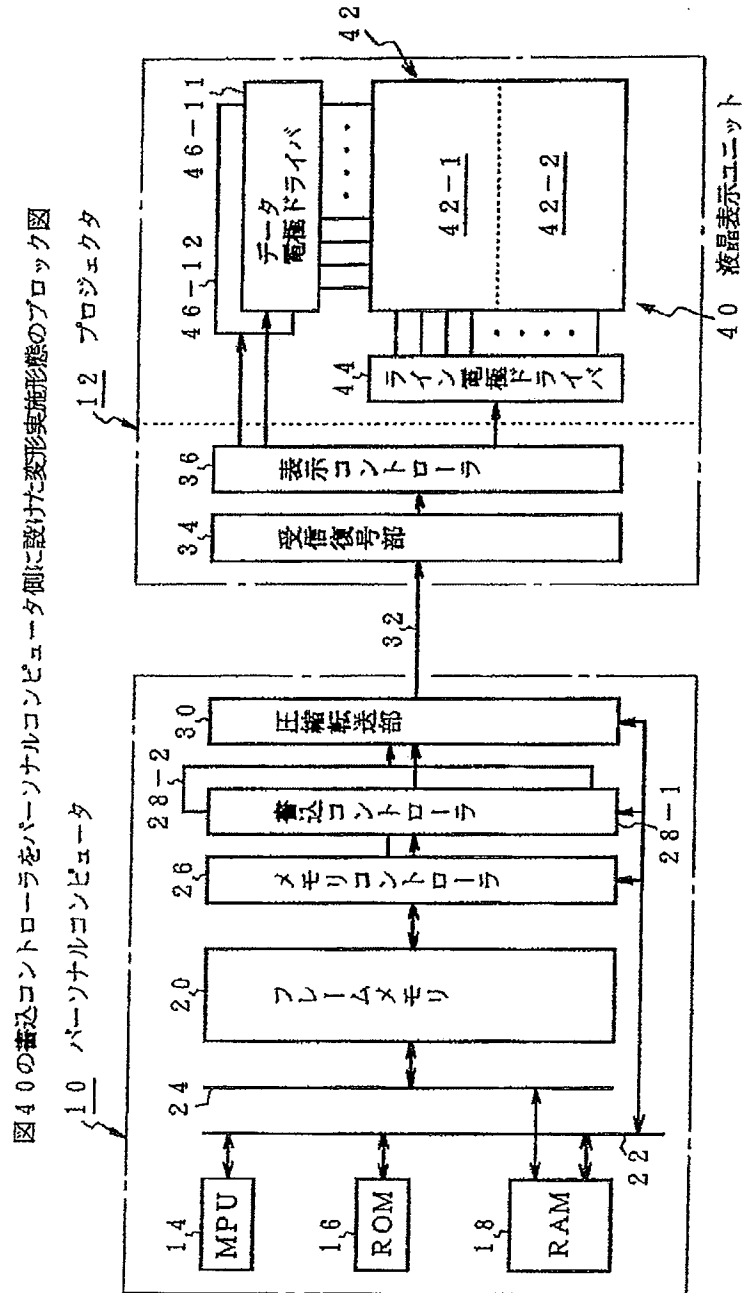 図40の書込コントローラをパーソナルコンピュータ側に設けた変形実施形態のブロック図
10 パーソナルコンピュータ
12 プロジェクタ
14
MPU
16
ROM
18
RAM
22
24
20
フレームメモリ
26
メモリコントローラ
28-2
書込コントローラ
28-1
30
圧縮転送部
32
34
受信復号部
36
表示コントローラ
46-12
46-11
データ
電極ドライバ
44
ライン電極ドライバ
42
42-1
42-2
40 液晶表示ユニット